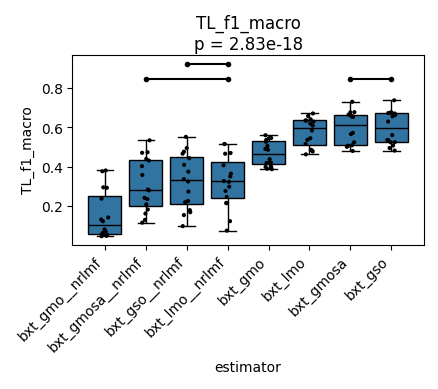 TL_f1_macro
p = 2.83e-18
TL_f1_macro
0.8
0.6
0.4
0.2
bxt_gmo__nrlmf
bxt_gmosa__nrlmf
bxt_gso__nrlmf
bxt_lmo__nrlmf
bxt_gmo
bxt_lmo
bxt_gmosa
bxt_gso
estimator